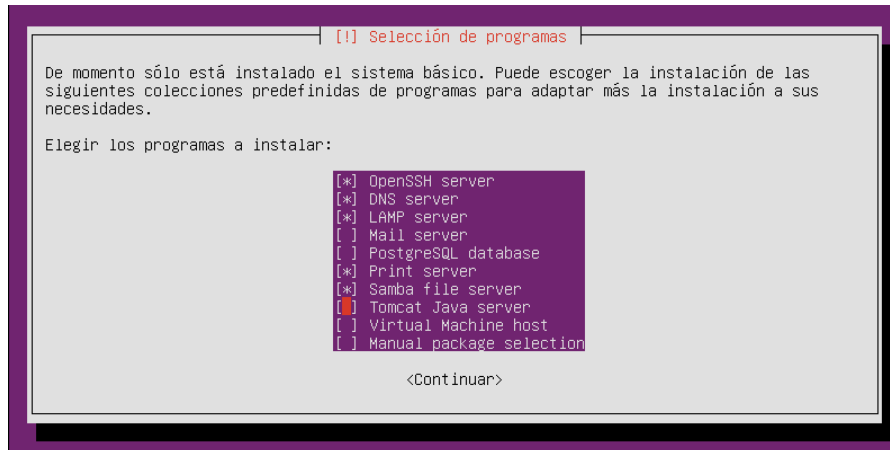 [!] Selección de programas
De momento sólo está instalado el sistema básico. Puede escoger la instalación de las
siguientes colecciones predefinidas de programas para adaptar más la instalación a sus
necesidades.
Elegir los programas a instalar:
[*] OpenSSH server
[*] DNS server
[*] LAMP server
[ ] Mail server
[ ] PostgreSQL database
[*] Print server
[*] Samba file server
[ ] Tomcat Java server
[ ] Virtual Machine host
[ ] Manual package selection
<Continuar>